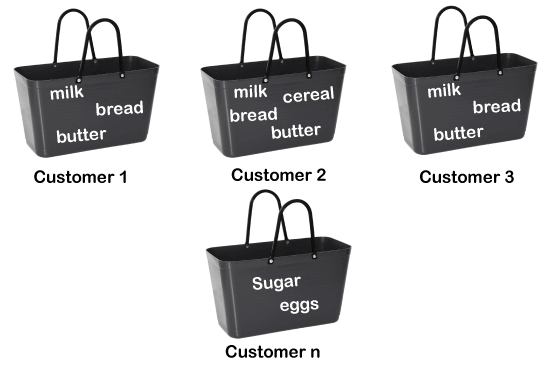 milk
bread
butter
Customer 1
milk cereal
bread
butter
Customer 2
milk
bread
butter
Customer 3
Sugar
eggs
Customer n